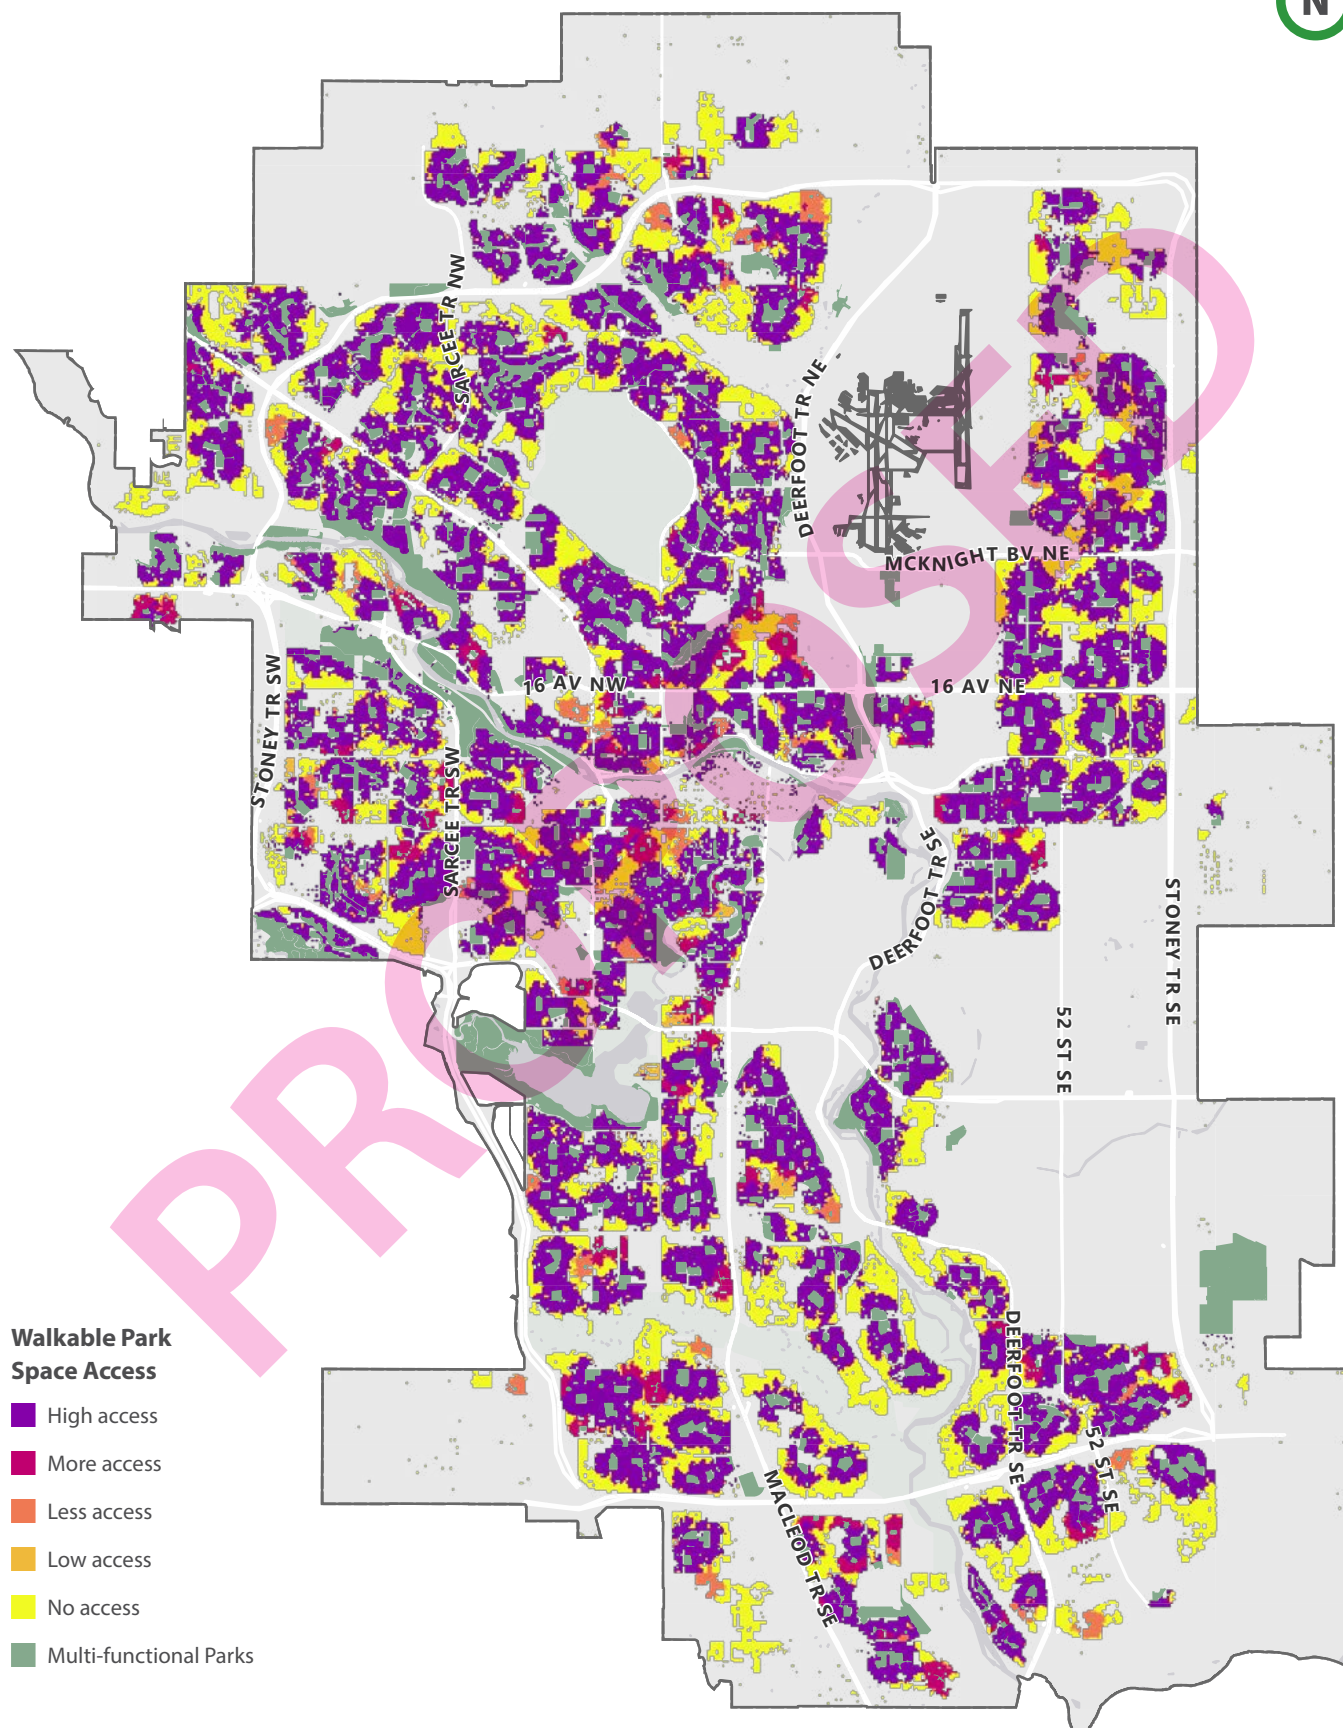 N
SARCEE TR NW
DEERFOOT TR NE
MCKNIGHT BV NE
16 AV NW
16 AV NE
STONEY TR SW
SARCEE TR SW
DEERFOOT TR SE
STONEY TR SE
52 ST SE
DEERFOOT TR SE
52 ST SE
MACLEOD TR SE
PROPOSED
Walkable Park
Space Access
High access
More access
Less access
Low access
No access
Multi-functional Parks